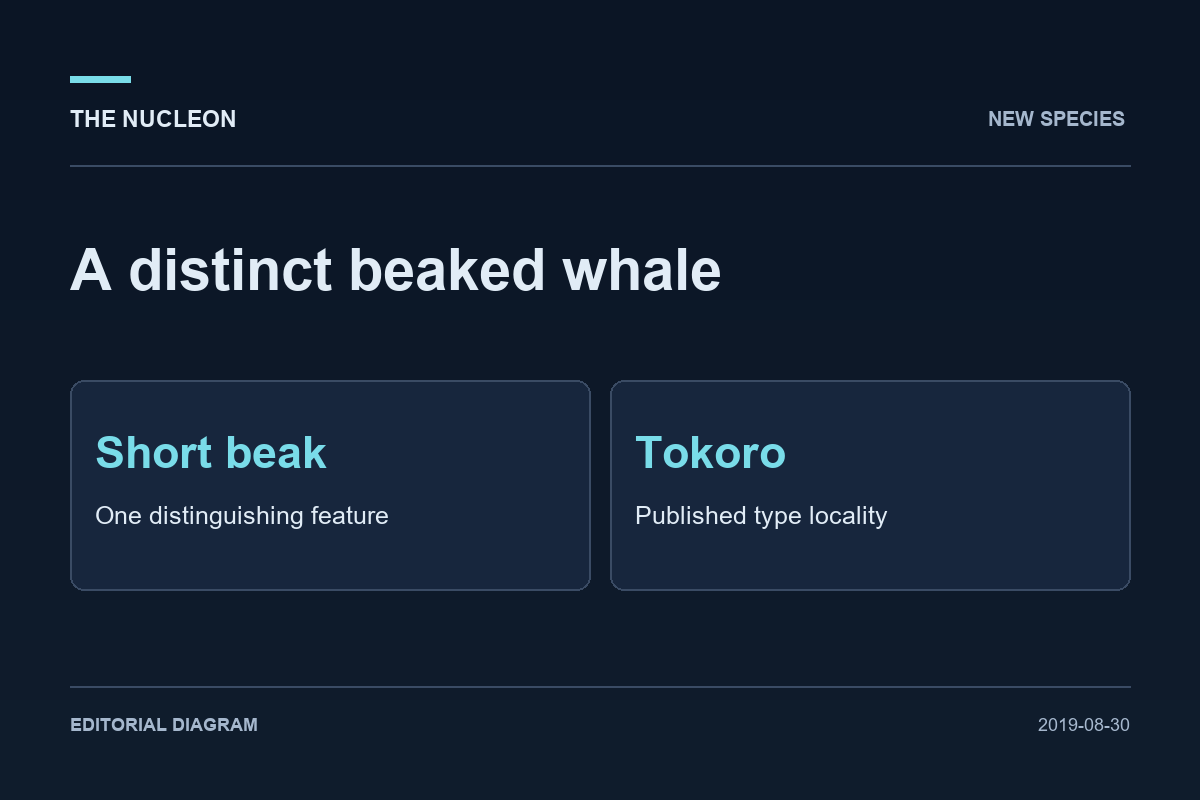 THE NUCLEON
NEW SPECIES
A distinct beaked whale
Short beak
One distinguishing feature
Tokoro
Published type locality
EDITORIAL DIAGRAM
2019-08-30